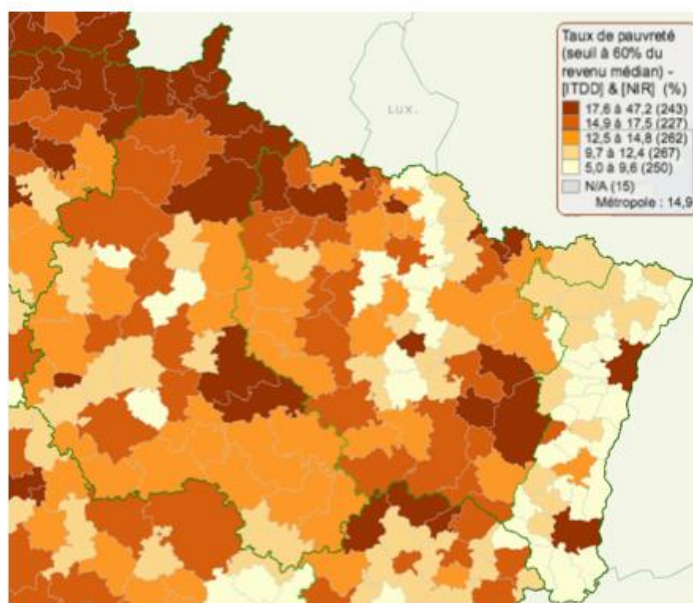 Taux de pauvreté
(seuil à 60% du
revenu médian) -
[ITDD] & [NIR] (%)
17,6 à 47,2 (243)
14,9 à 17,5 (227)
12,5 à 14,8 (262)
9,7 à 12,4 (267)
5,0 à 9,6 (250)
N/A (15)
Métropole : 14,9
LUX.